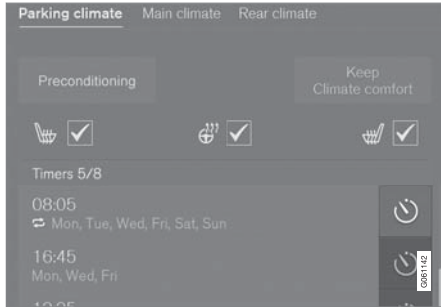 Parking climate Main climate Rear climate
Preconditioning
Keep
Climate comfort
Timers 5/8
08:05
Mon, Tue, Wed, Fri, Sat, Sun
16:45
Mon, Wed, Fri
G061142